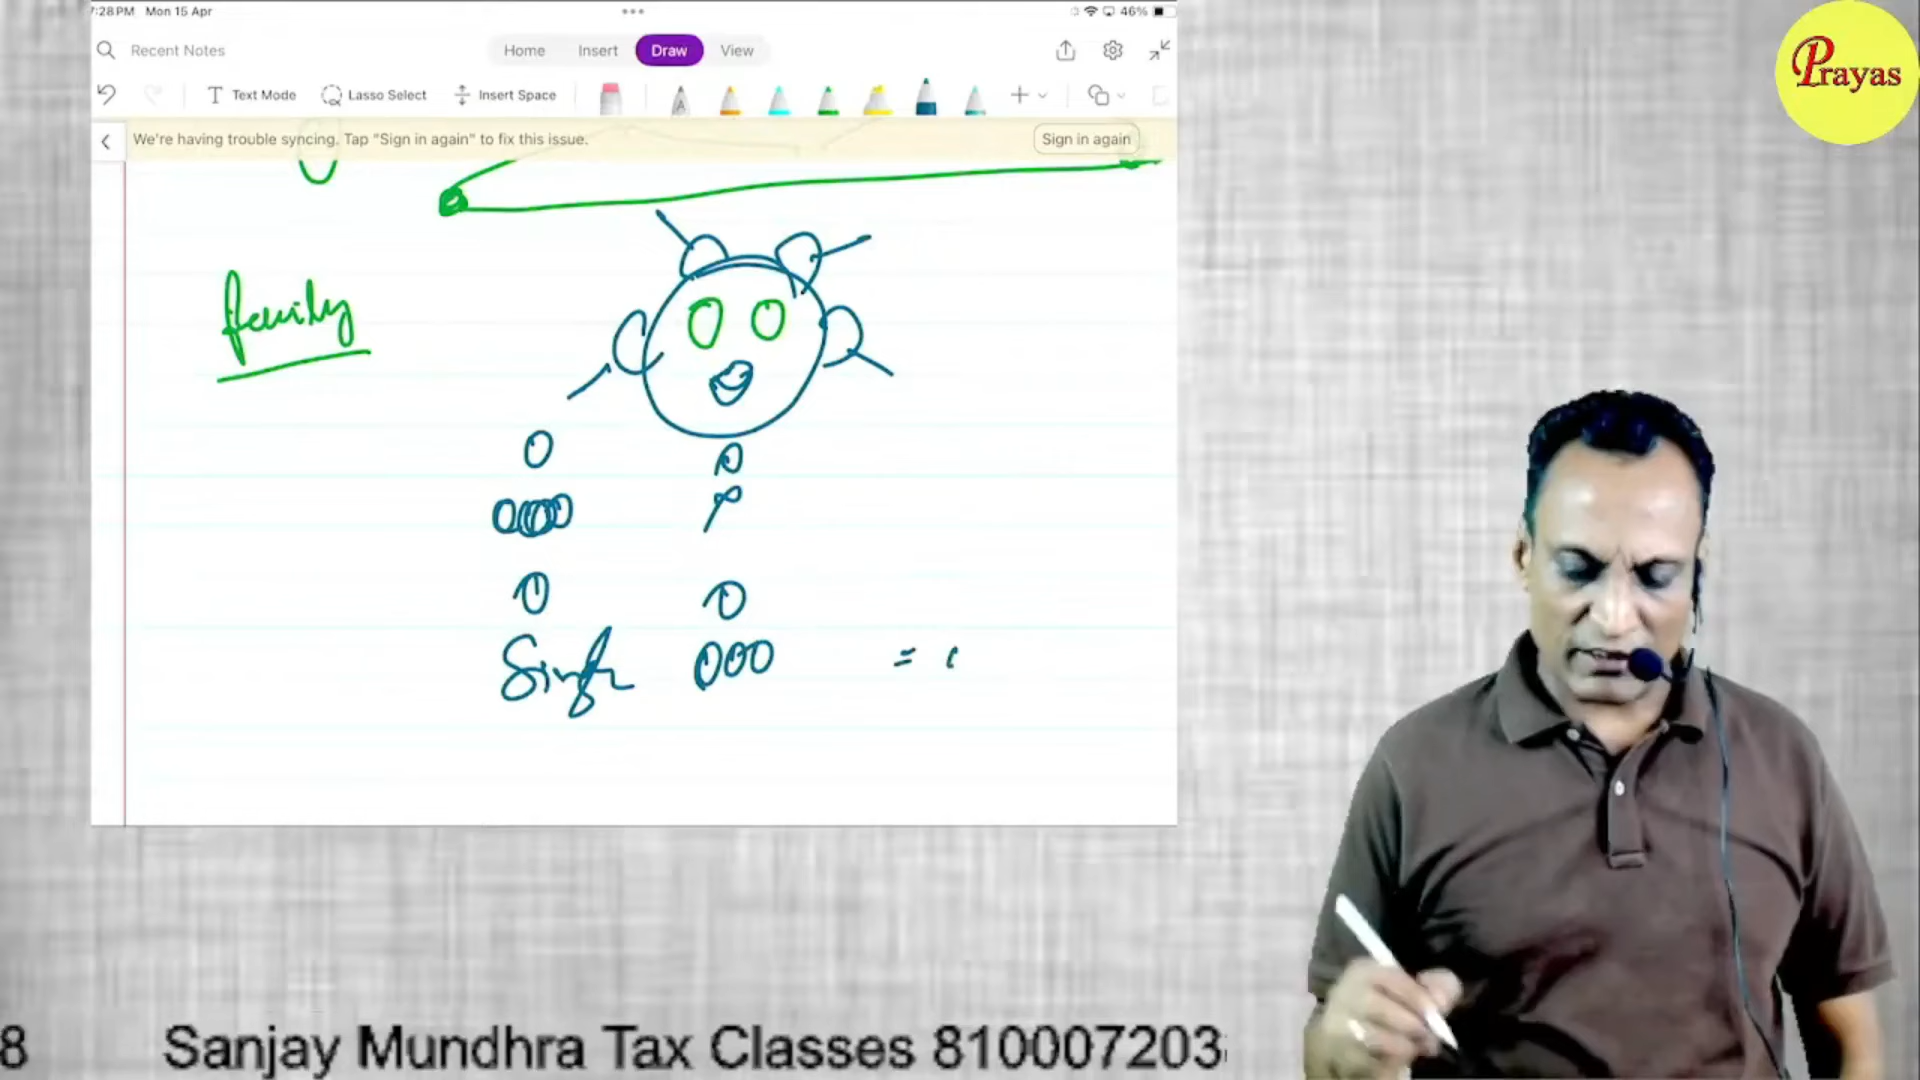 7:28 PM Mon 15 Apr
46%
Recent Notes
Home Insert Draw View
Text Mode Lasso Select Insert Space
We're having trouble syncing. Tap "Sign in again" to fix this issue.
Sign in again
Prayas
family
8 Sanjay Mundhra Tax Classes 810007203